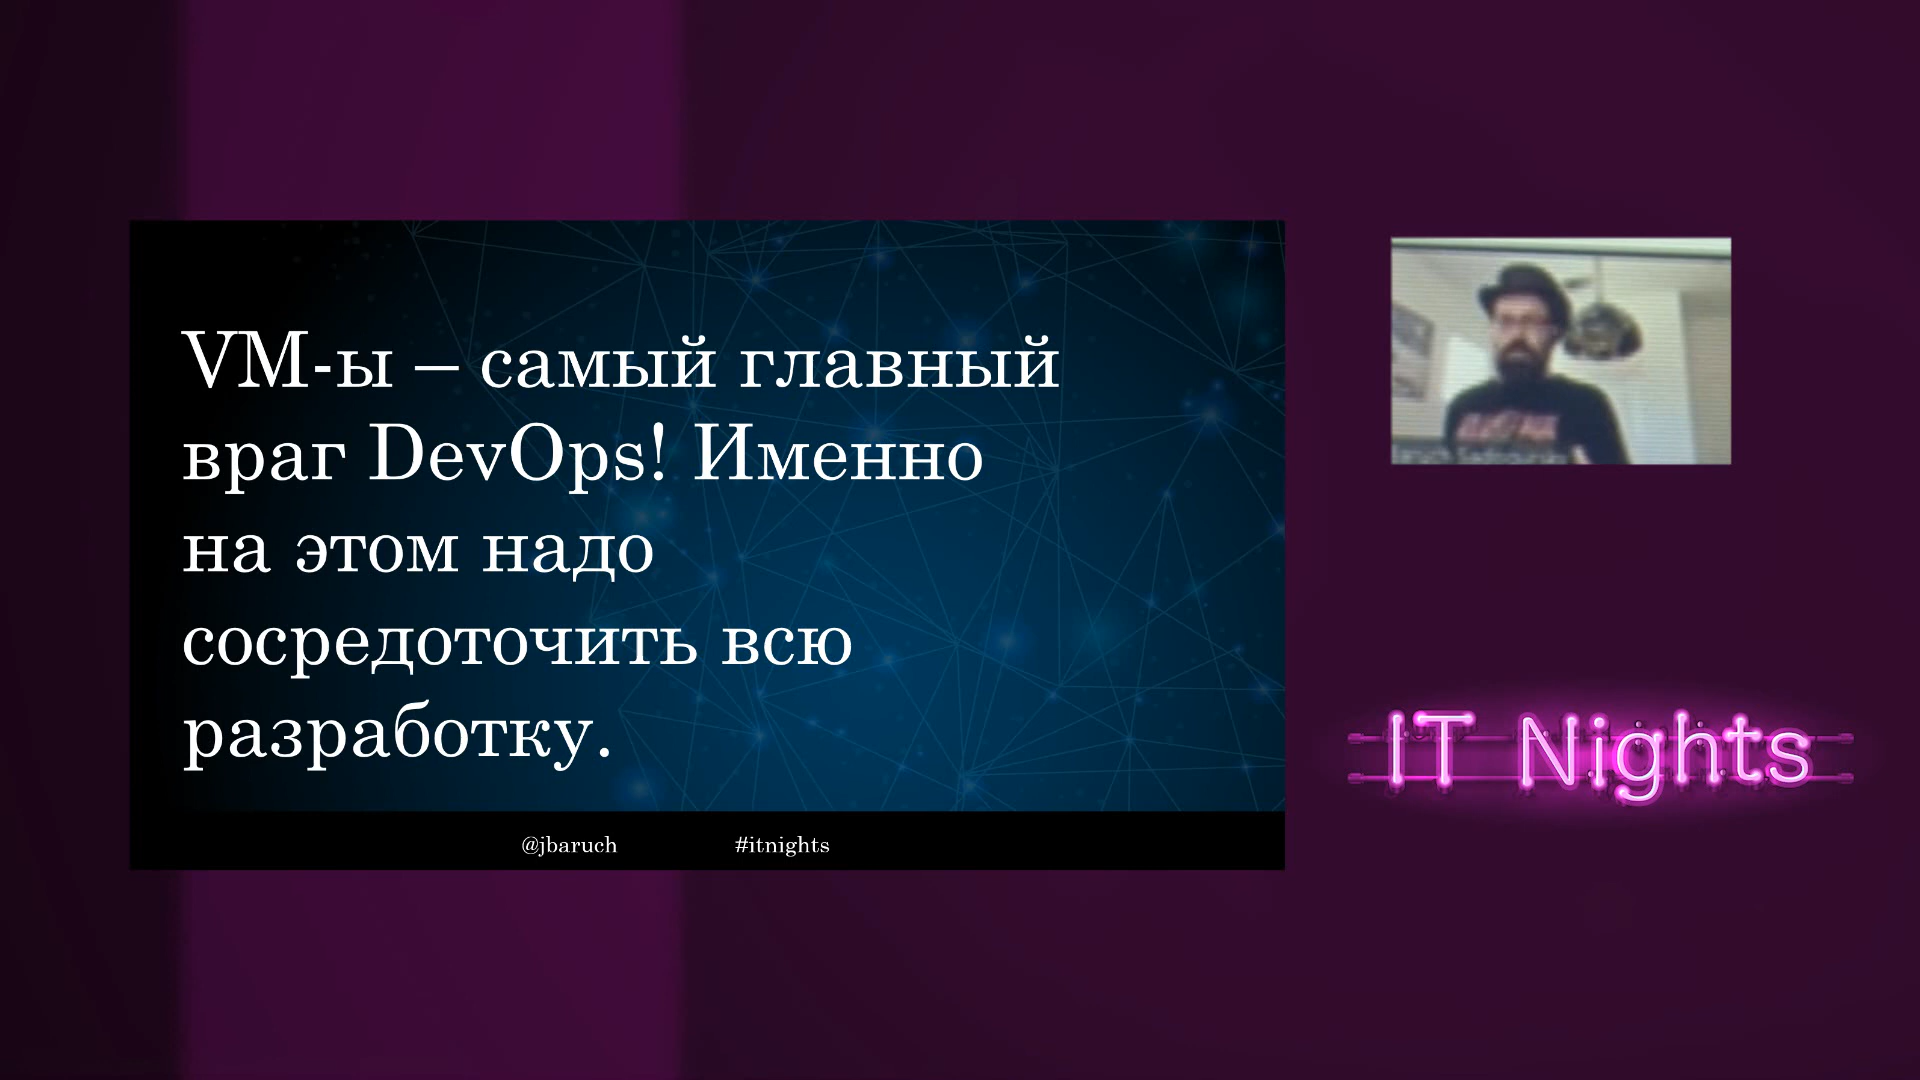 VM-ы – самый главный
враг DevOps! Именно
на этом надо
сосредоточить всю
разработку.
@jbaruch #itnights
IT Nights